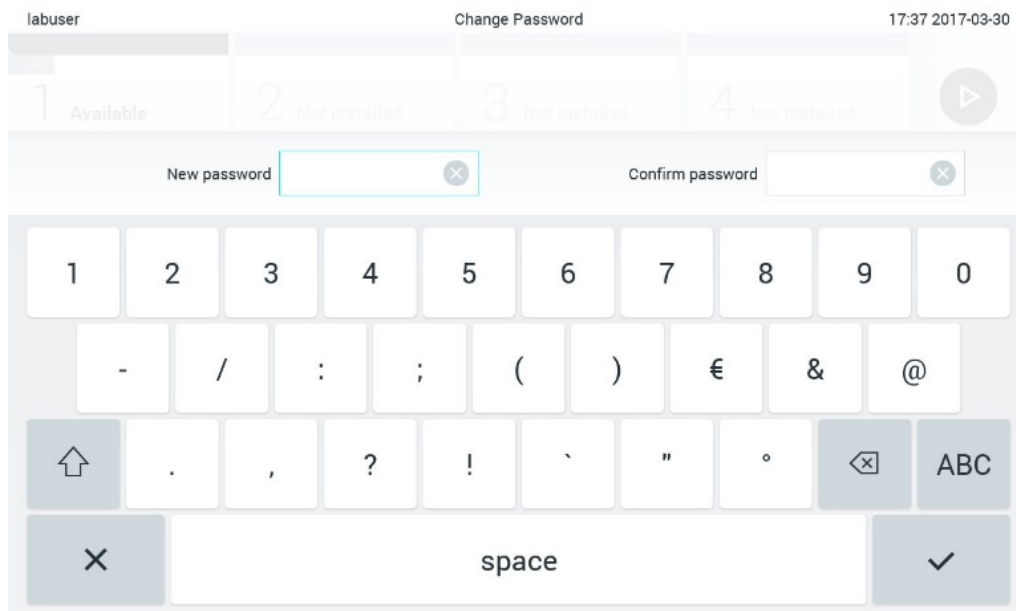 labuser Change Password 17:37 2017-03-30
1 Available 2 Not installed 3 Not installed 4 Not installed
New password Confirm password
1 2 3 4 5 6 7 8 9 0
- / : ; ( ) € & @
. , ? ! ` " ° ABC
space